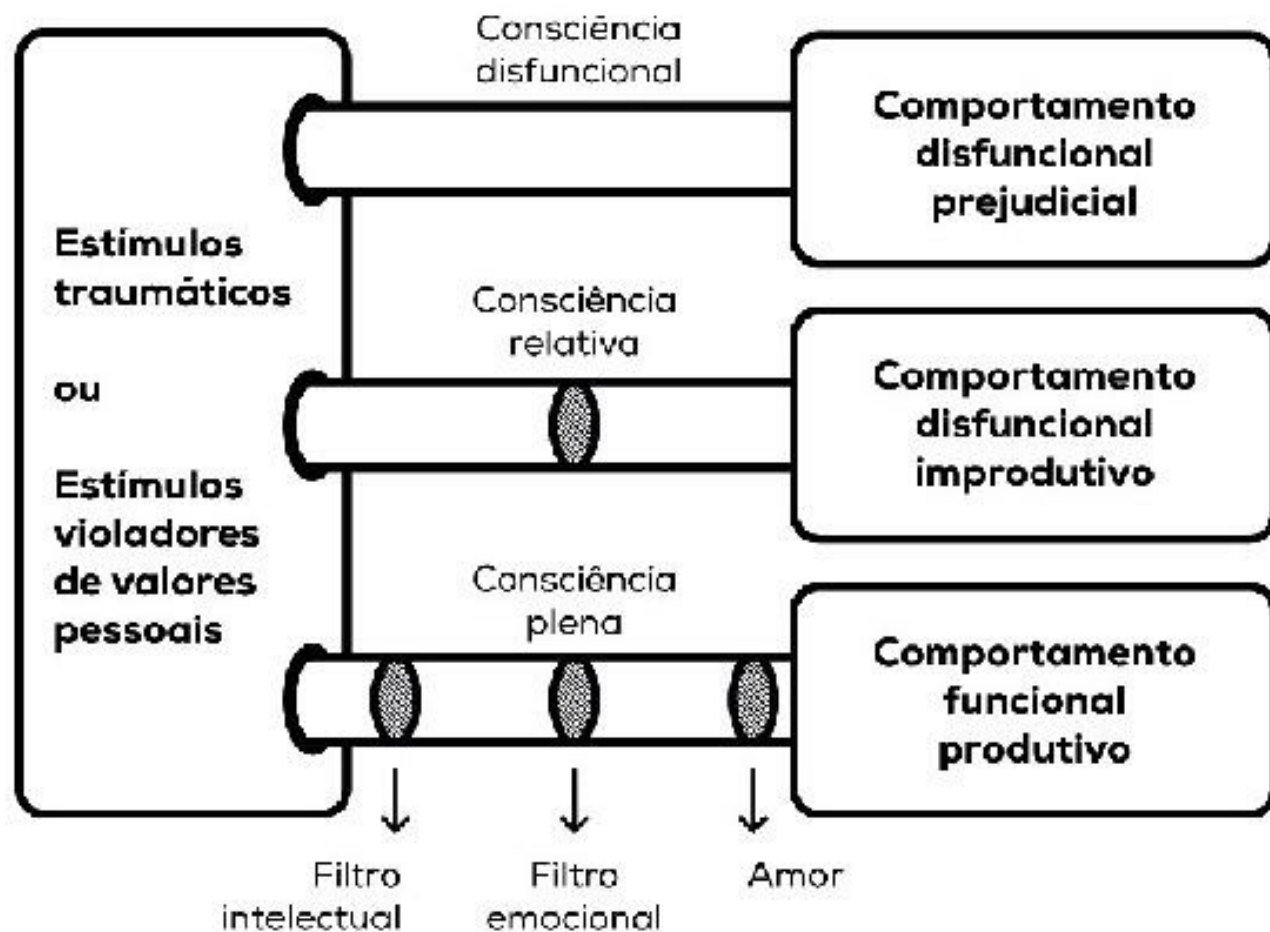 Consciência
disfuncional
Comportamento
disfuncional
prejudicial
Estímulos
traumáticos
ou
Estímulos
violadores
de valores
pessoais
Consciência
relativa
Comportamento
disfuncional
improdutivo
Consciência
plena
Comportamento
funcional
produtivo
Filtro
intelectual
Filtro
emocional
Amor